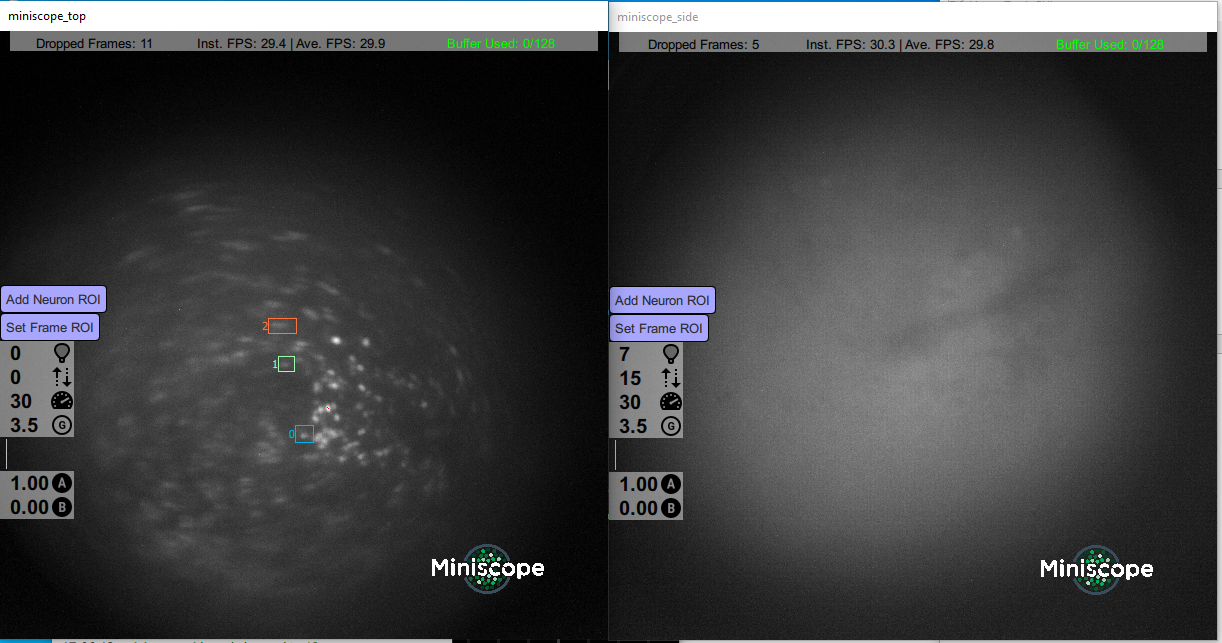 miniscope_top
Dropped Frames: 11 Inst. FPS: 29.4 | Ave. FPS: 29.9 Buffer Used: 0/128
Add Neuron ROI
Set Frame ROI
0
0
30
3.5 G
1.00 A
0.00 B
2
1
0
Miniscope
miniscope_side
Dropped Frames: 5 Inst. FPS: 30.3 | Ave. FPS: 29.8 Buffer Used: 0/128
Add Neuron ROI
Set Frame ROI
7
15
30
3.5 G
1.00 A
0.00 B
Miniscope